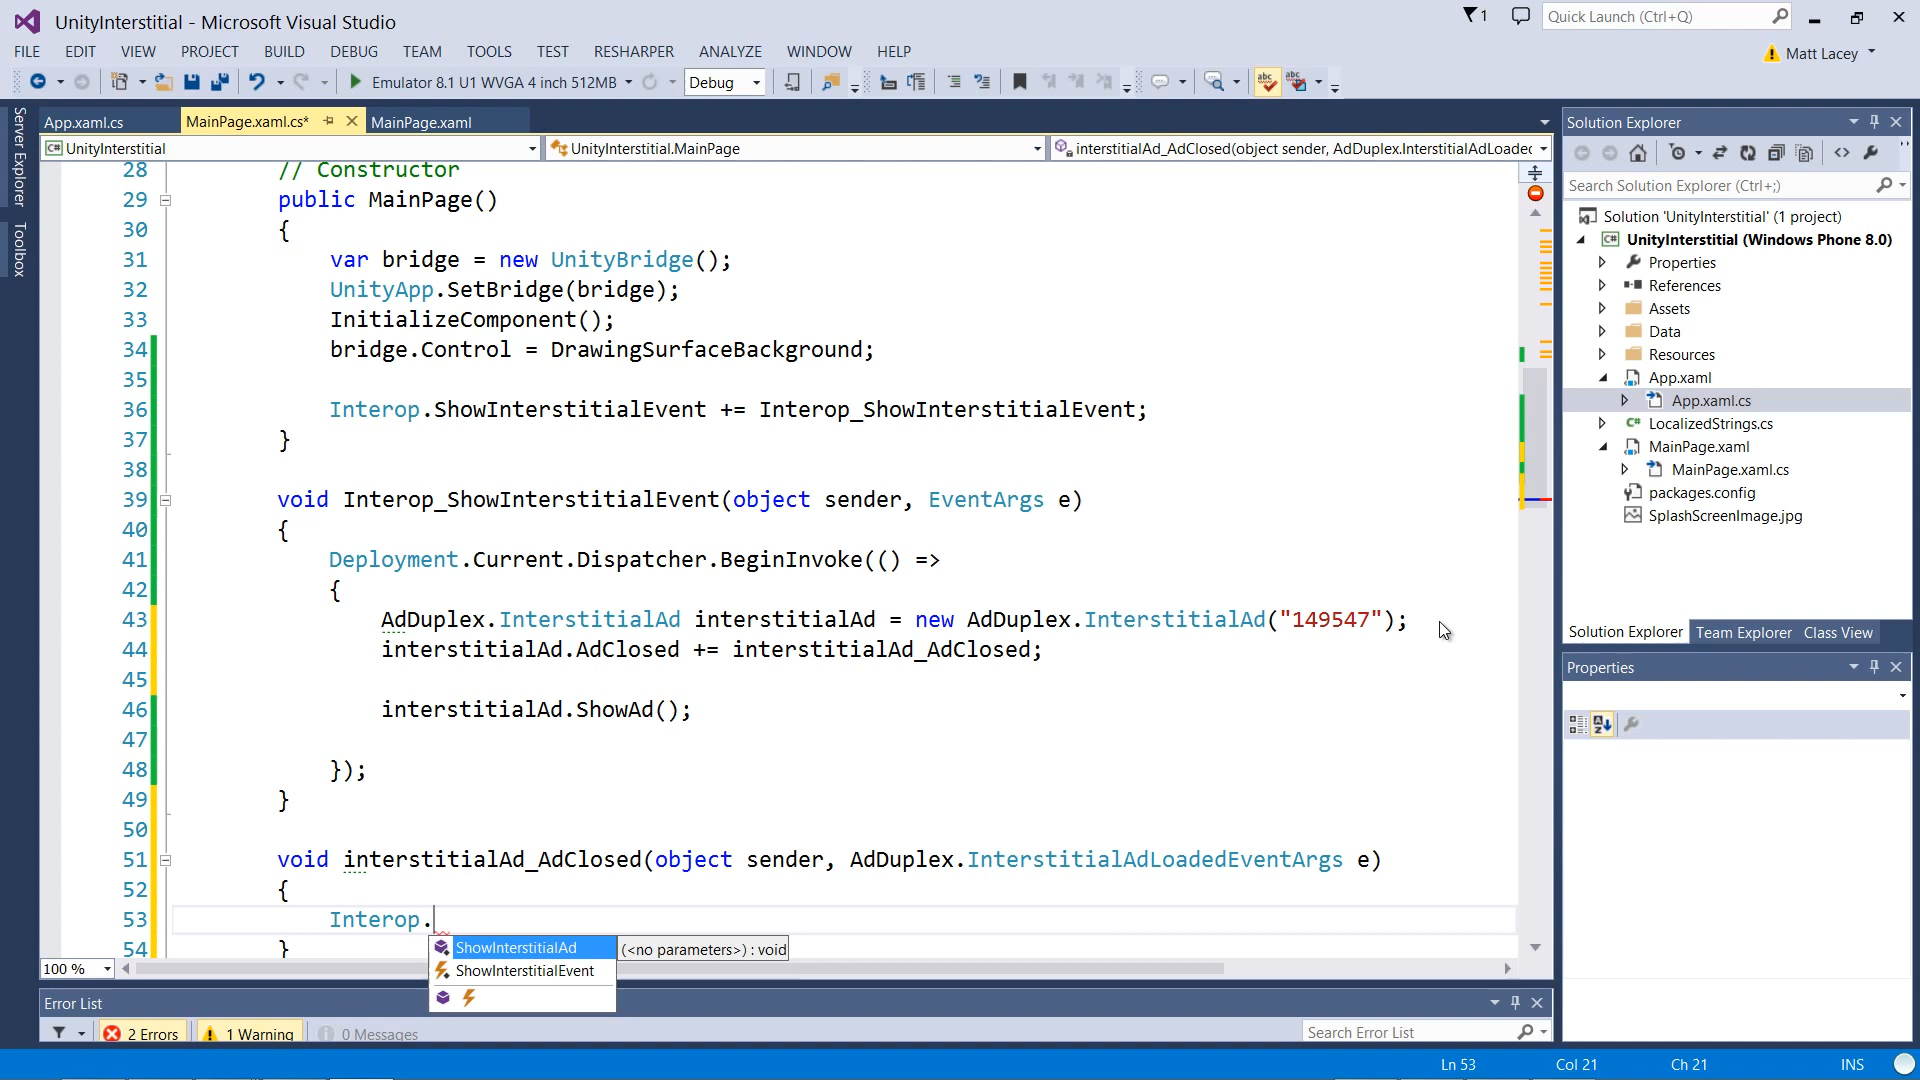 UnityInterstitial - Microsoft Visual Studio
1
Quick Launch (Ctrl+Q)
FILE EDIT VIEW PROJECT BUILD DEBUG TEAM TOOLS TEST RESHARPER ANALYZE WINDOW HELP
Matt Lacey
Emulator 8.1 U1 WVGA 4 inch 512MB
Debug
Server Explorer
Toolbox
App.xaml.cs
MainPage.xaml.cs*
MainPage.xaml
UnityInterstitial
UnityInterstitial.MainPage
interstitialAd_AdClosed(object sender, AdDuplex.InterstitialAdLoadedE
28 // Constructor
29 public MainPage()
30 {
31 var bridge = new UnityBridge();
32 UnityApp.SetBridge(bridge);
33 InitializeComponent();
34 bridge.Control = DrawingSurfaceBackground;
35
36 Interop.ShowInterstitialEvent += Interop_ShowInterstitialEvent;
37 }
38
39 void Interop_ShowInterstitialEvent(object sender, EventArgs e)
40 {
41 Deployment.Current.Dispatcher.BeginInvoke(() =>
42 {
43 AdDuplex.InterstitialAd interstitialAd = new AdDuplex.InterstitialAd("149547");
44 interstitialAd.AdClosed += interstitialAd_AdClosed;
45
46 interstitialAd.ShowAd();
47
48 });
49 }
50
51 void interstitialAd_AdClosed(object sender, AdDuplex.InterstitialAdLoadedEventArgs e)
52 {
53 Interop.
54 }
ShowInterstitialAd
(<no parameters>) : void
ShowInterstitialEvent
100 %
Error List
2 Errors
1 Warning
0 Messages
Search Error List
Solution Explorer
Search Solution Explorer (Ctrl+;)
Solution 'UnityInterstitial' (1 project)
UnityInterstitial (Windows Phone 8.0)
Properties
References
Assets
Data
Resources
App.xaml
App.xaml.cs
LocalizedStrings.cs
MainPage.xaml
MainPage.xaml.cs
packages.config
SplashScreenImage.jpg
Solution Explorer Team Explorer Class View
Properties
Ln 53
Col 21
Ch 21
INS